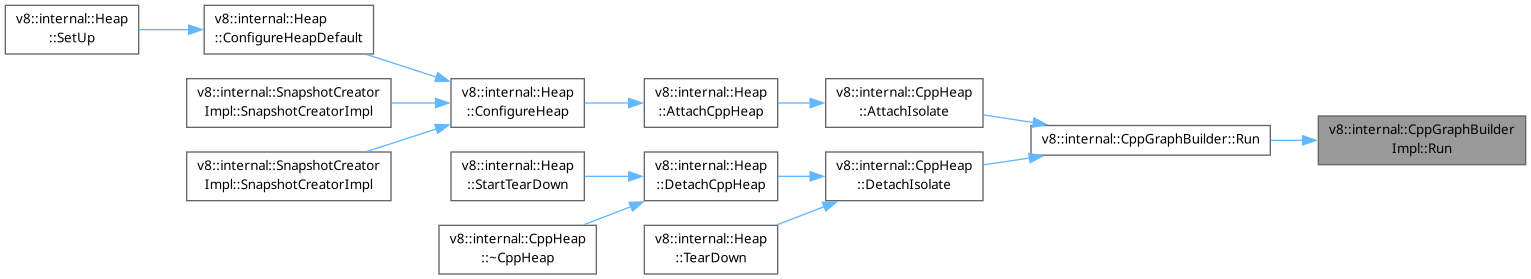 v8::internal::Heap
::SetUp
v8::internal::Heap
::ConfigureHeapDefault
v8::internal::SnapshotCreator
Impl::SnapshotCreatorImpl
v8::internal::Heap
::ConfigureHeap
v8::internal::Heap
::AttachCppHeap
v8::internal::CppHeap
::AttachIsolate
v8::internal::CppGraphBuilder::Run
v8::internal::CppGraphBuilder
Impl::Run
v8::internal::SnapshotCreator
Impl::SnapshotCreatorImpl
v8::internal::Heap
::StartTearDown
v8::internal::Heap
::DetachCppHeap
v8::internal::CppHeap
::DetachIsolate
v8::internal::CppHeap
::~CppHeap
v8::internal::Heap
::TearDown